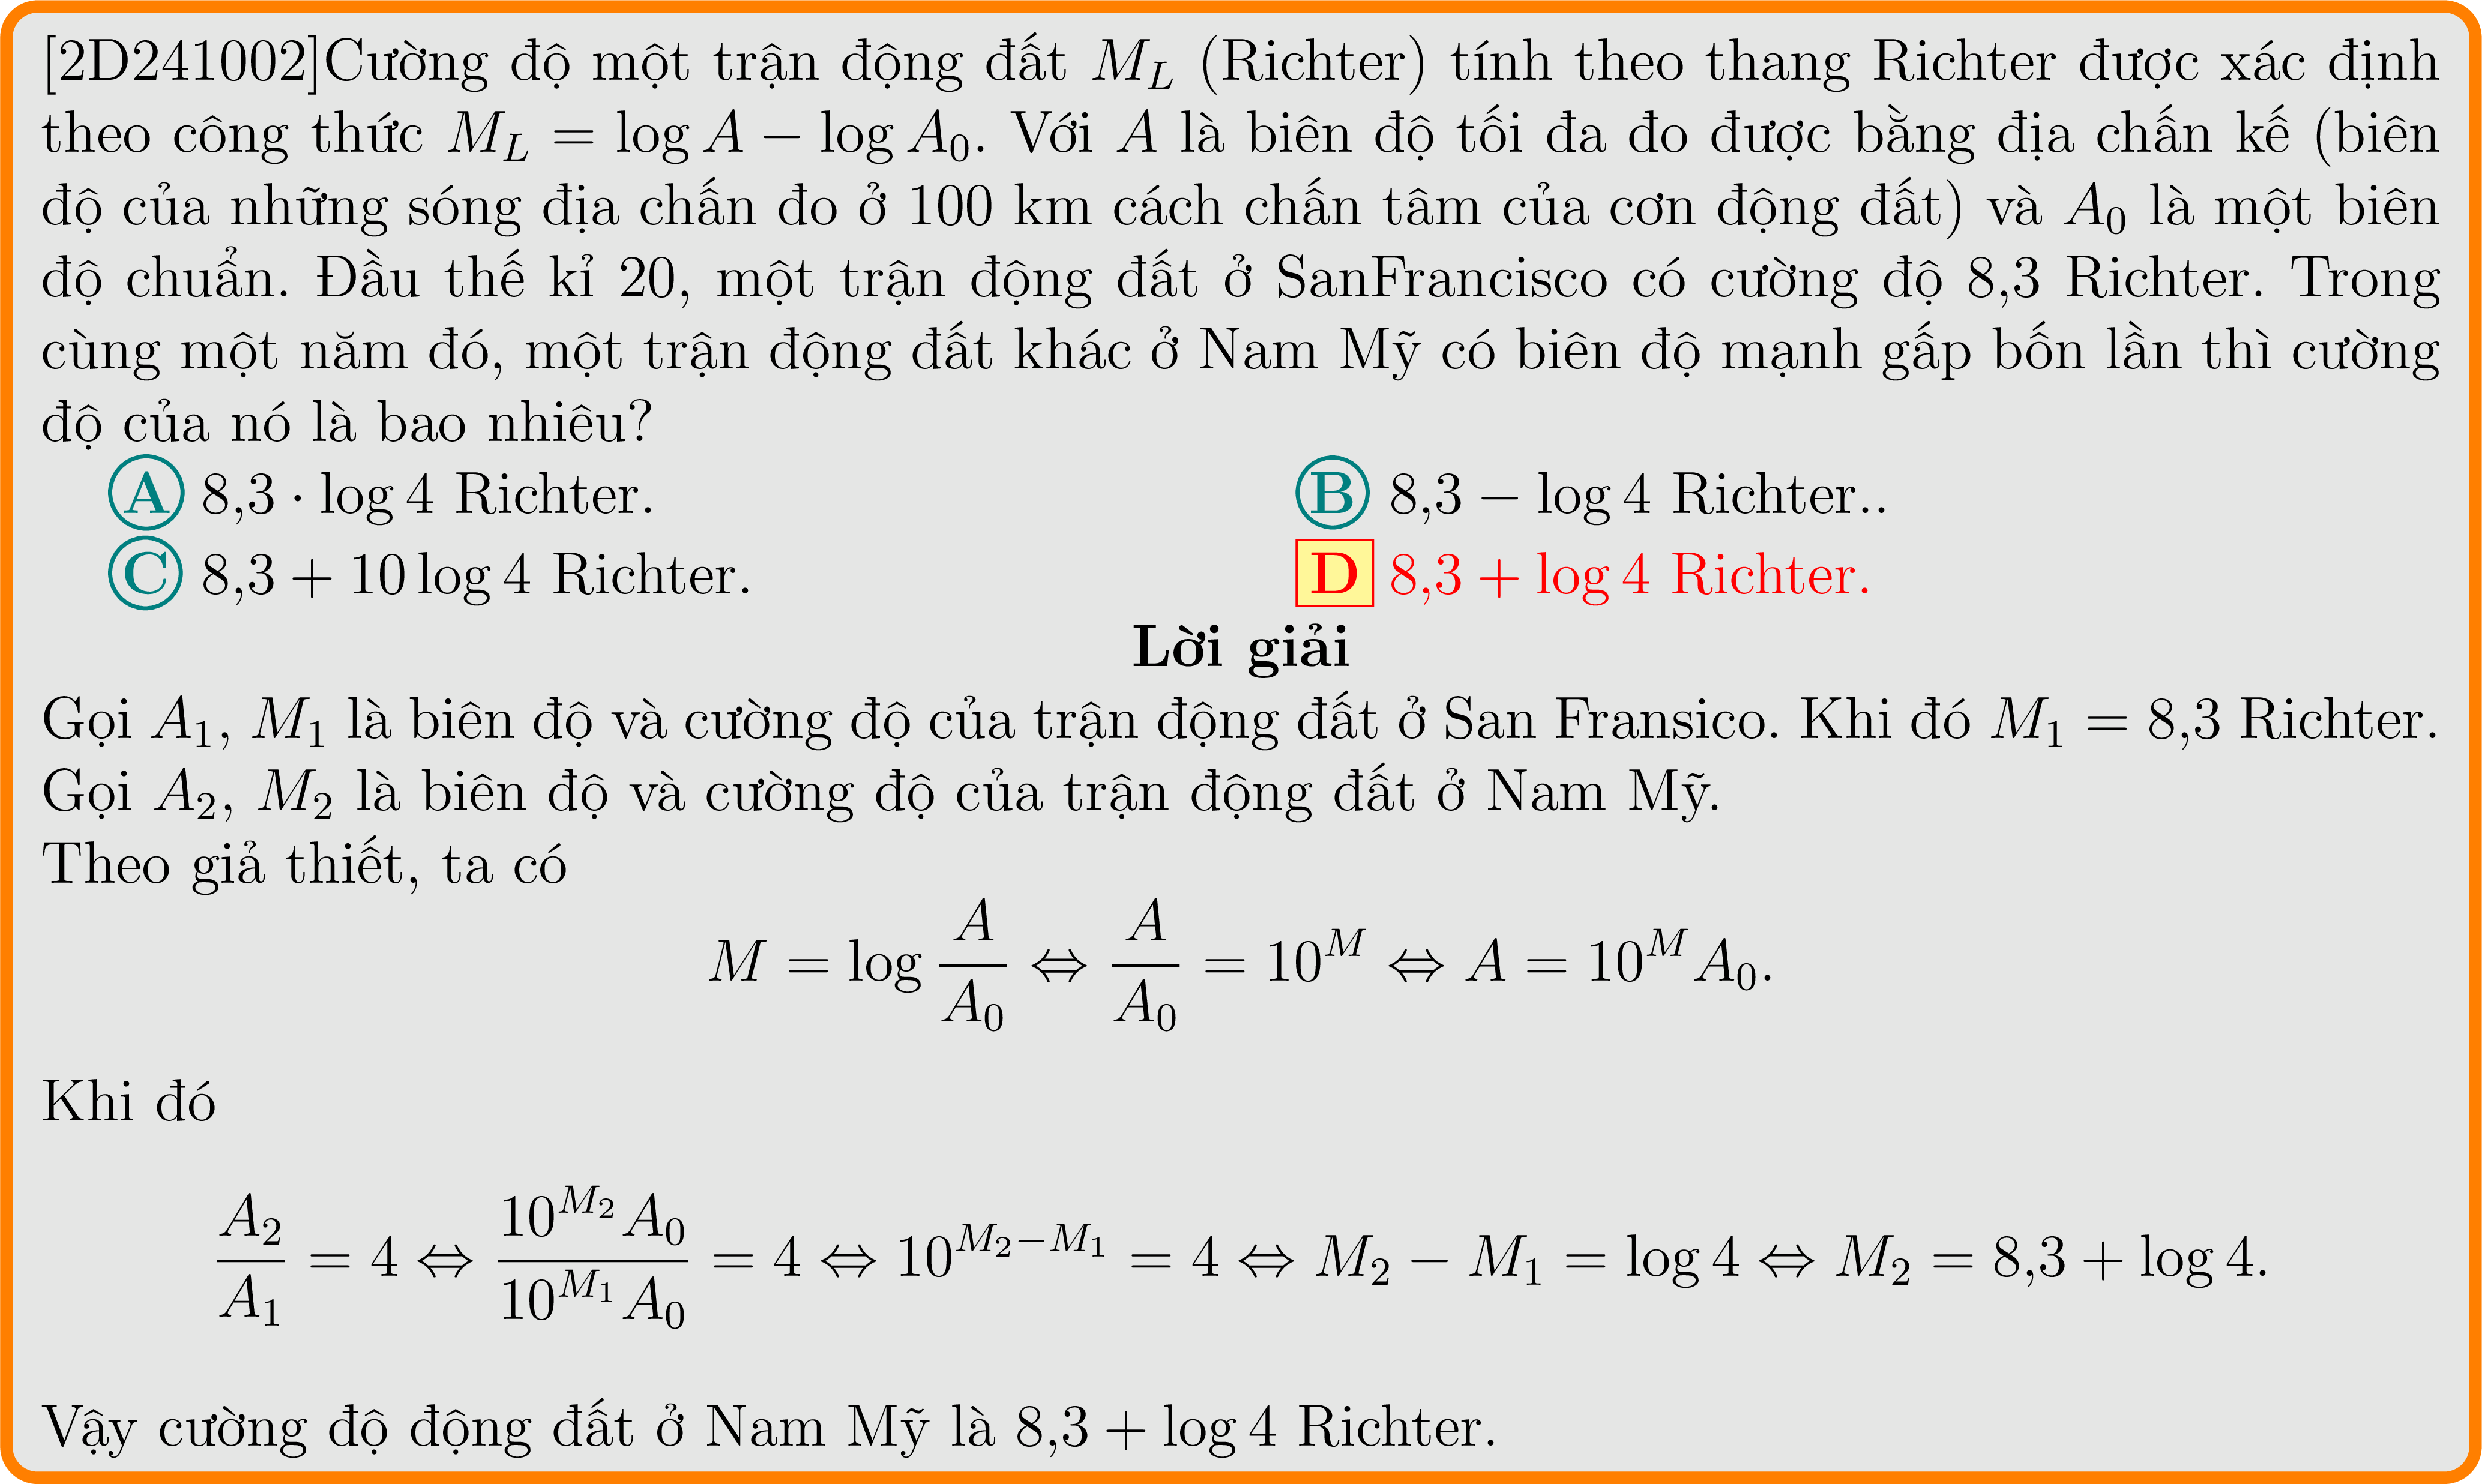 [2D241002]Cường độ một trận động đất M_L (Richter) tính theo thang Richter được xác định
theo công thức M_L = log A − log A_0. Với A là biên độ tối đa đo được bằng địa chấn kế (biên
độ của những sóng địa chấn đo ở 100 km cách chấn tâm của cơn động đất) và A_0 là một biên
độ chuẩn. Đầu thế kỉ 20, một trận động đất ở SanFrancisco có cường độ 8,3 Richter. Trong
cùng một năm đó, một trận động đất khác ở Nam Mỹ có biên độ mạnh gấp bốn lần thì cường
độ của nó là bao nhiêu?
A 8,3 · log 4 Richter. B 8,3 − log 4 Richter..
C 8,3 + 10 log 4 Richter. D 8,3 + log 4 Richter.
Lời giải
Gọi A_1, M_1 là biên độ và cường độ của trận động đất ở San Fransico. Khi đó M_1 = 8,3 Richter.
Gọi A_2, M_2 là biên độ và cường độ của trận động đất ở Nam Mỹ.
Theo giả thiết, ta có
M = log A/A_0 ⇔ A/A_0 = 10^M ⇔ A = 10^M A_0.
Khi đó
A_2/A_1 = 4 ⇔ 10^{M_2} A_0/10^{M_1} A_0 = 4 ⇔ 10^{M_2−M_1} = 4 ⇔ M_2 − M_1 = log 4 ⇔ M_2 = 8,3 + log 4.
Vậy cường độ động đất ở Nam Mỹ là 8,3 + log 4 Richter.